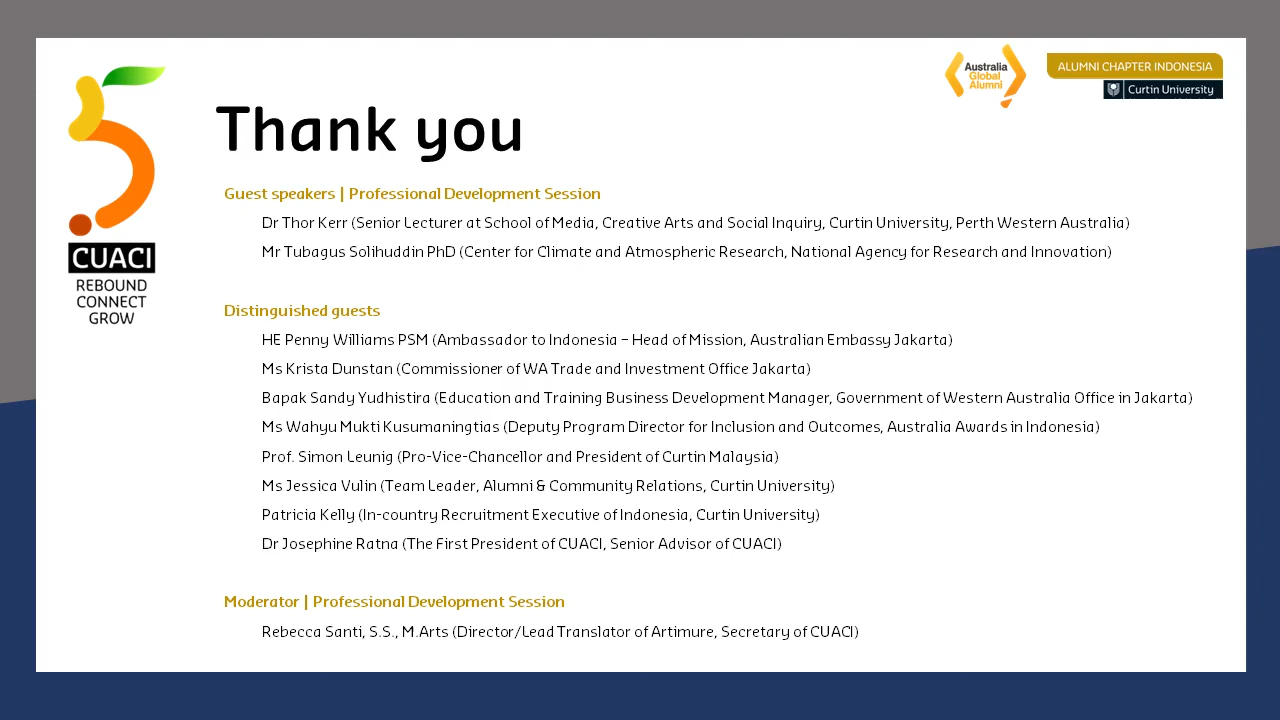 Australia
Global
Alumni
ALUMNI CHAPTER INDONESIA
Curtin University
CUACI
REBOUND
CONNECT
GROW
Thank you
Guest speakers | Professional Development Session
Dr Thor Kerr (Senior Lecturer at School of Media, Creative Arts and Social Inquiry, Curtin University, Perth Western Australia)
Mr Tubagus Solihuddin PhD (Center for Climate and Atmospheric Research, National Agency for Research and Innovation)
Distinguished guests
HE Penny Williams PSM (Ambassador to Indonesia – Head of Mission, Australian Embassy Jakarta)
Ms Krista Dunstan (Commissioner of WA Trade and Investment Office Jakarta)
Bapak Sandy Yudhistira (Education and Training Business Development Manager, Government of Western Australia Office in Jakarta)
Ms Wahyu Mukti Kusumaningtias (Deputy Program Director for Inclusion and Outcomes, Australia Awards in Indonesia)
Prof. Simon Leunig (Pro-Vice-Chancellor and President of Curtin Malaysia)
Ms Jessica Vulin (Team Leader, Alumni & Community Relations, Curtin University)
Patricia Kelly (In-country Recruitment Executive of Indonesia, Curtin University)
Dr Josephine Ratna (The First President of CUACI, Senior Advisor of CUACI)
Moderator | Professional Development Session
Rebecca Santi, S.S., M.Arts (Director/Lead Translator of Artimure, Secretary of CUACI)